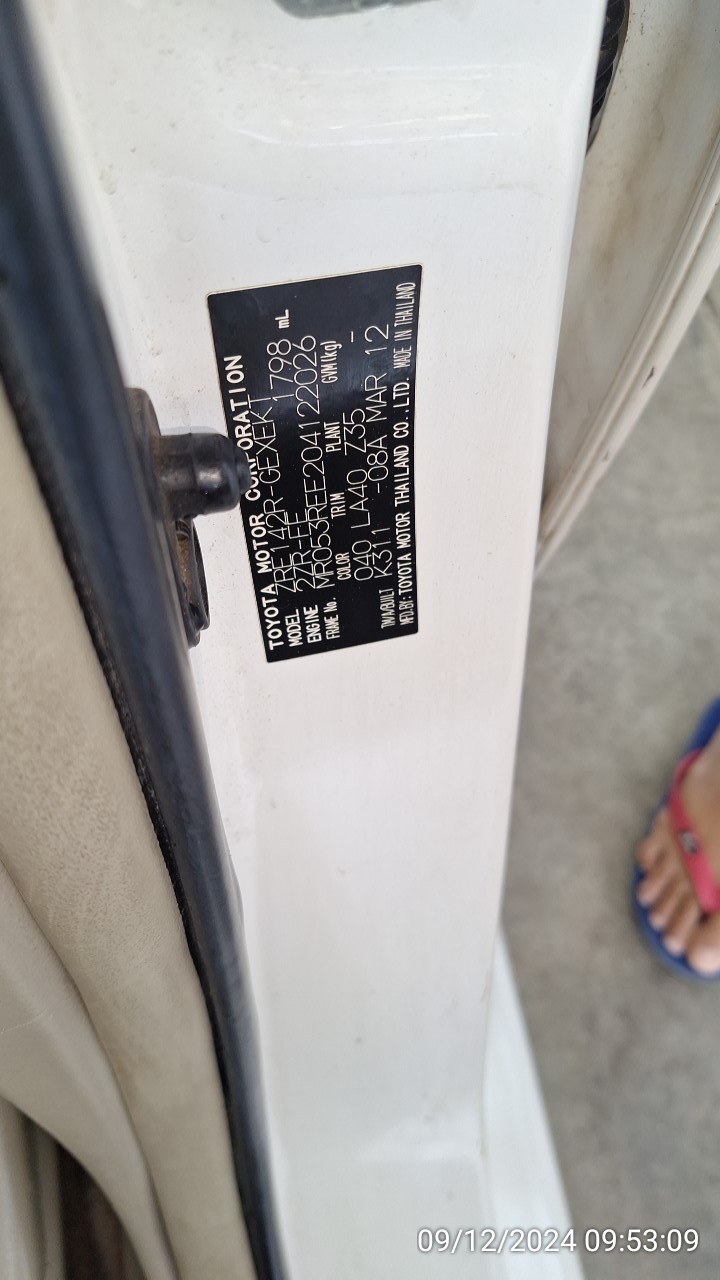 TOYOTA MOTOR CORPORATION
MODEL ZRE142R-GEXEKT
ENGINE 2ZR-FE 1798 mL
FRAME No. MR053REE204122026
COLOR TRIM PLANT GVM(kg)
040 LA40 Z35 -
TWA/BUILT K311 -08A MAR 12
MFD.BY: TOYOTA MOTOR THAILAND CO.,LTD. MADE IN THAILAND
09/12/2024 09:53:09